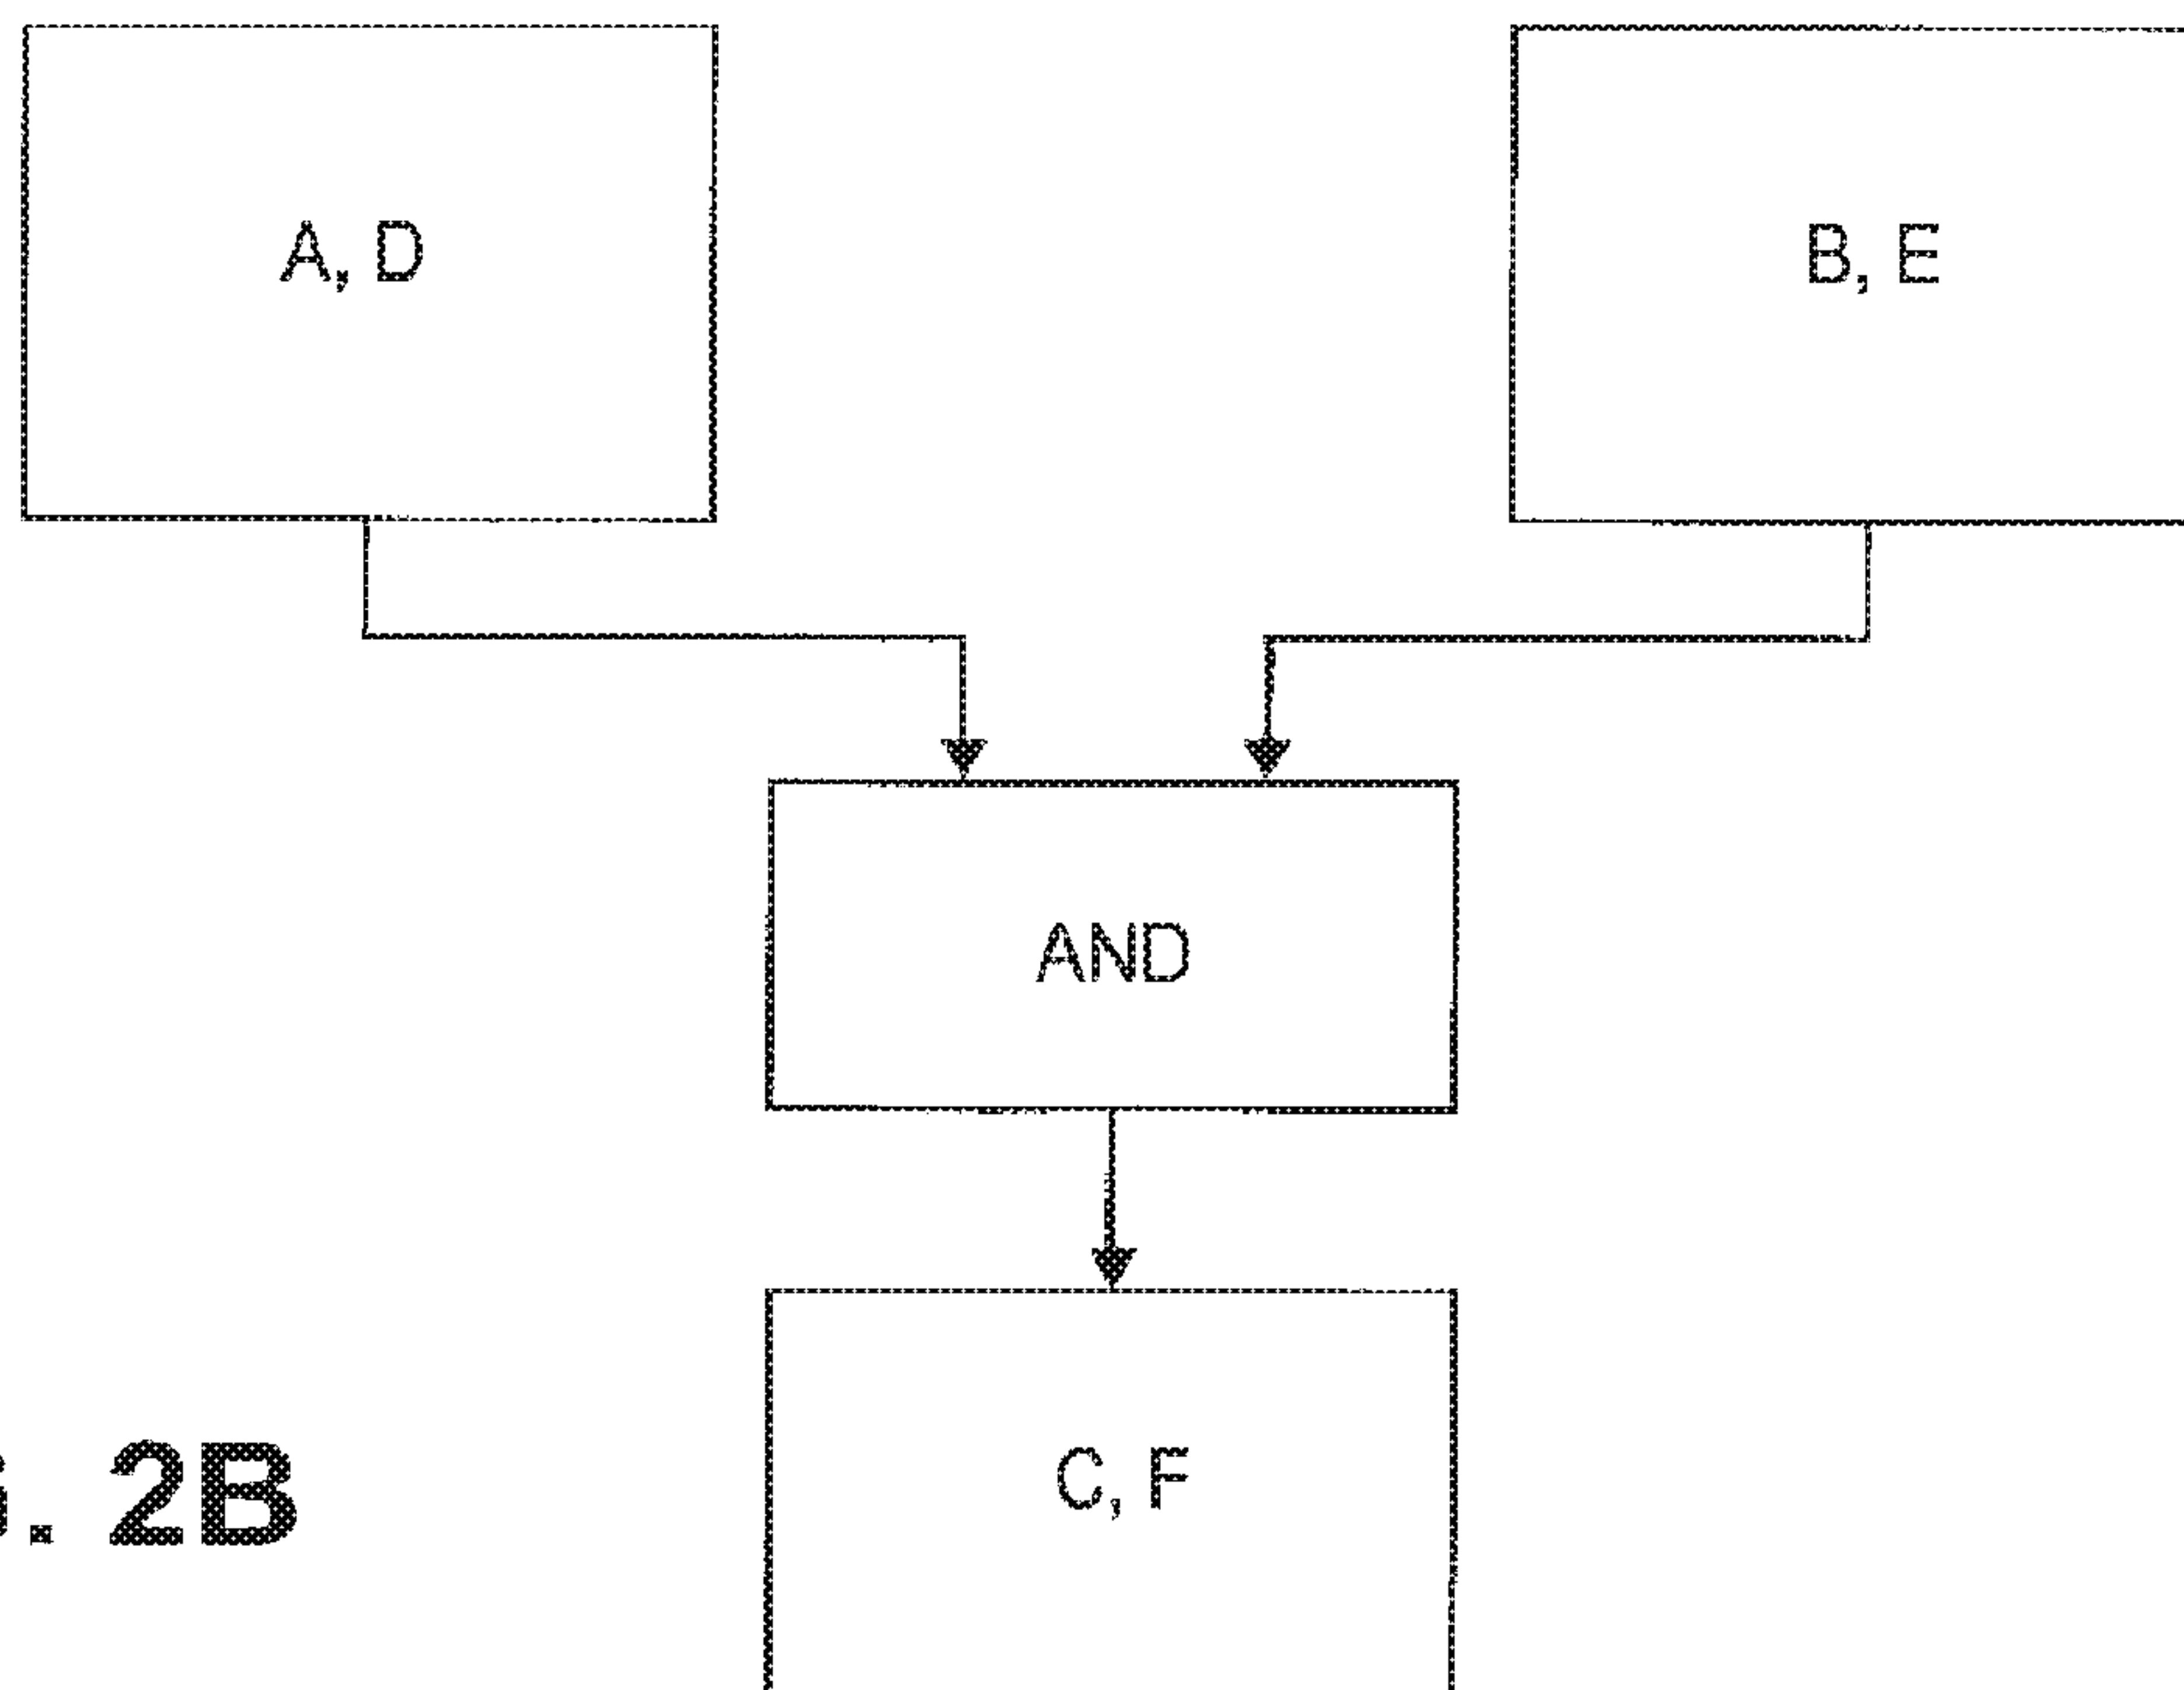 A, D
B, E
AND
C, F
. 2B